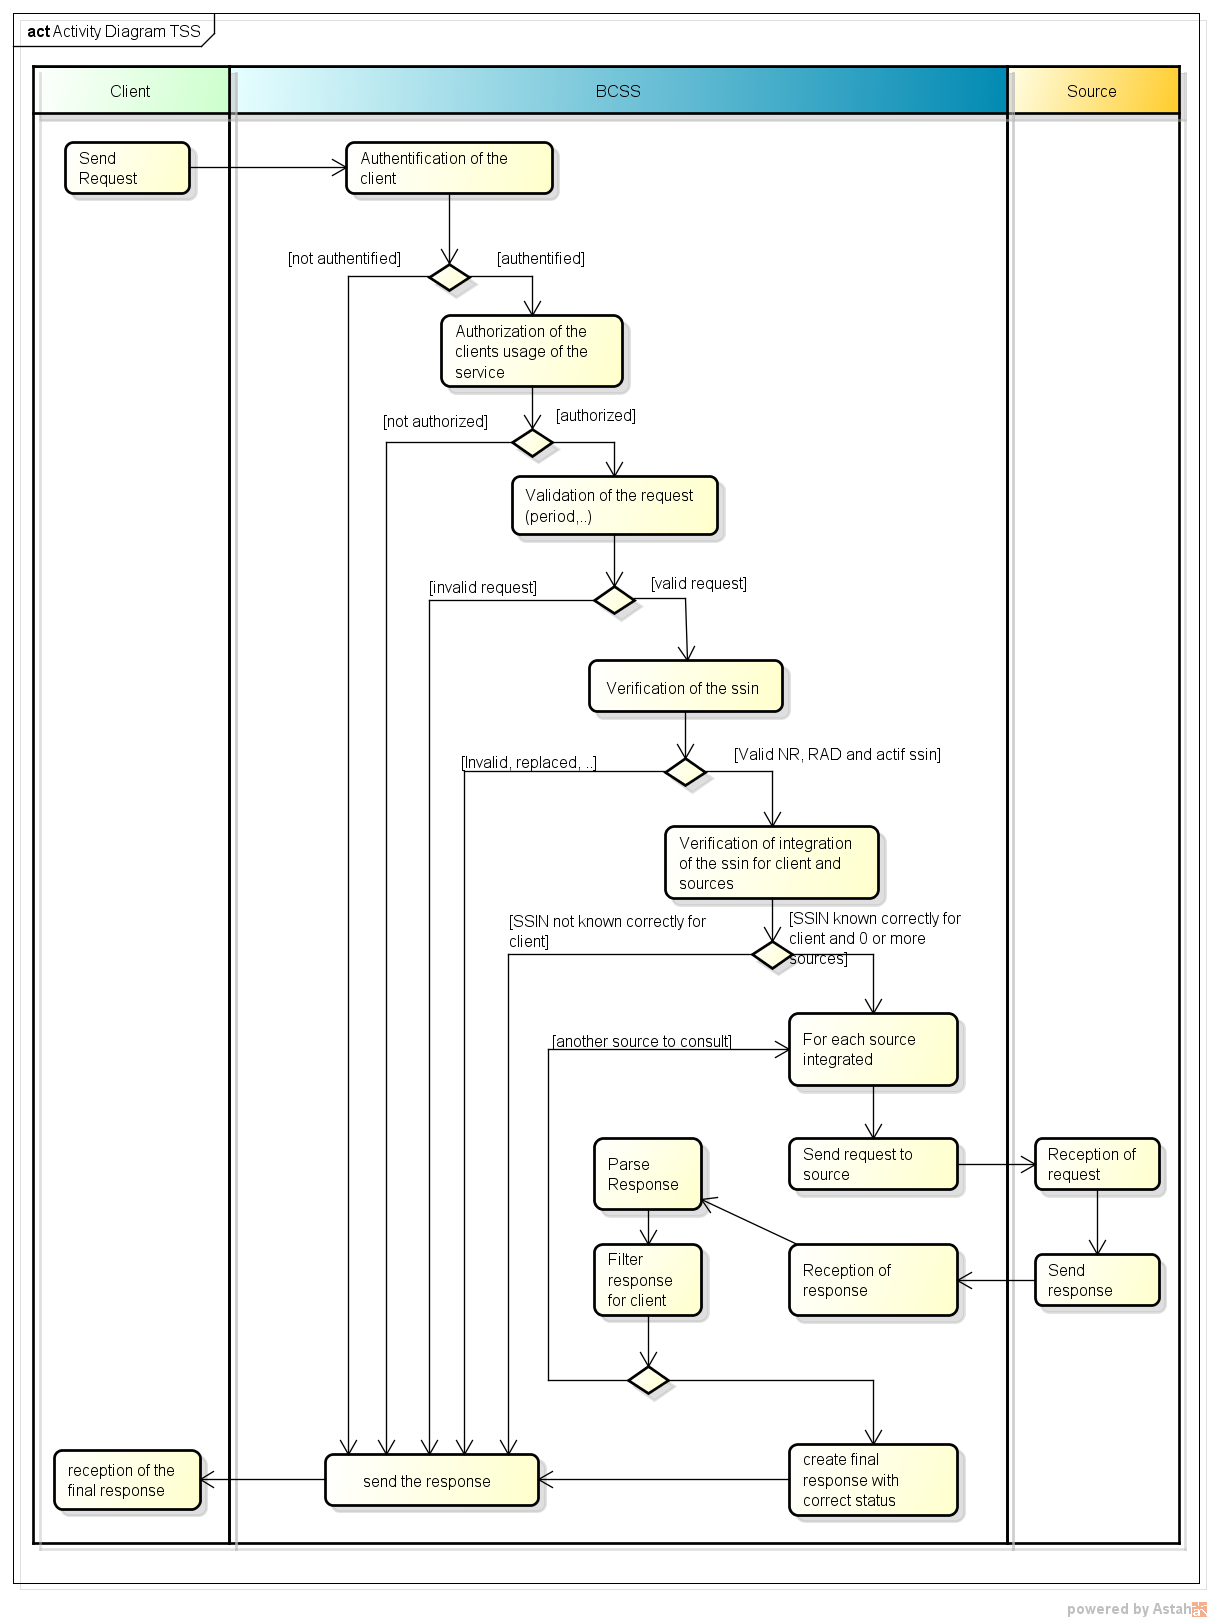 act Activity Diagram TSS
Client
BCSS
Source
Send
Request
Authentification of the
client
[not authentified]
[authentified]
Authorization of the
clients usage of the
service
[not authorized]
[authorized]
Validation of the request
(period,..)
[invalid request]
[valid request]
Verification of the ssin
[Invalid, replaced, ..]
[Valid NR, RAD and actif ssin]
Verification of integration
of the ssin for client and
sources
[SSIN not known correctly for
client]
[SSIN known correctly for
client and 0 or more
sources]
[another source to consult]
For each source
integrated
Send request to
source
Reception of
request
Parse
Response
Filter
response
for client
Reception of
response
Send
response
reception of the
final response
send the response
create final
response with
correct status
powered by Astah